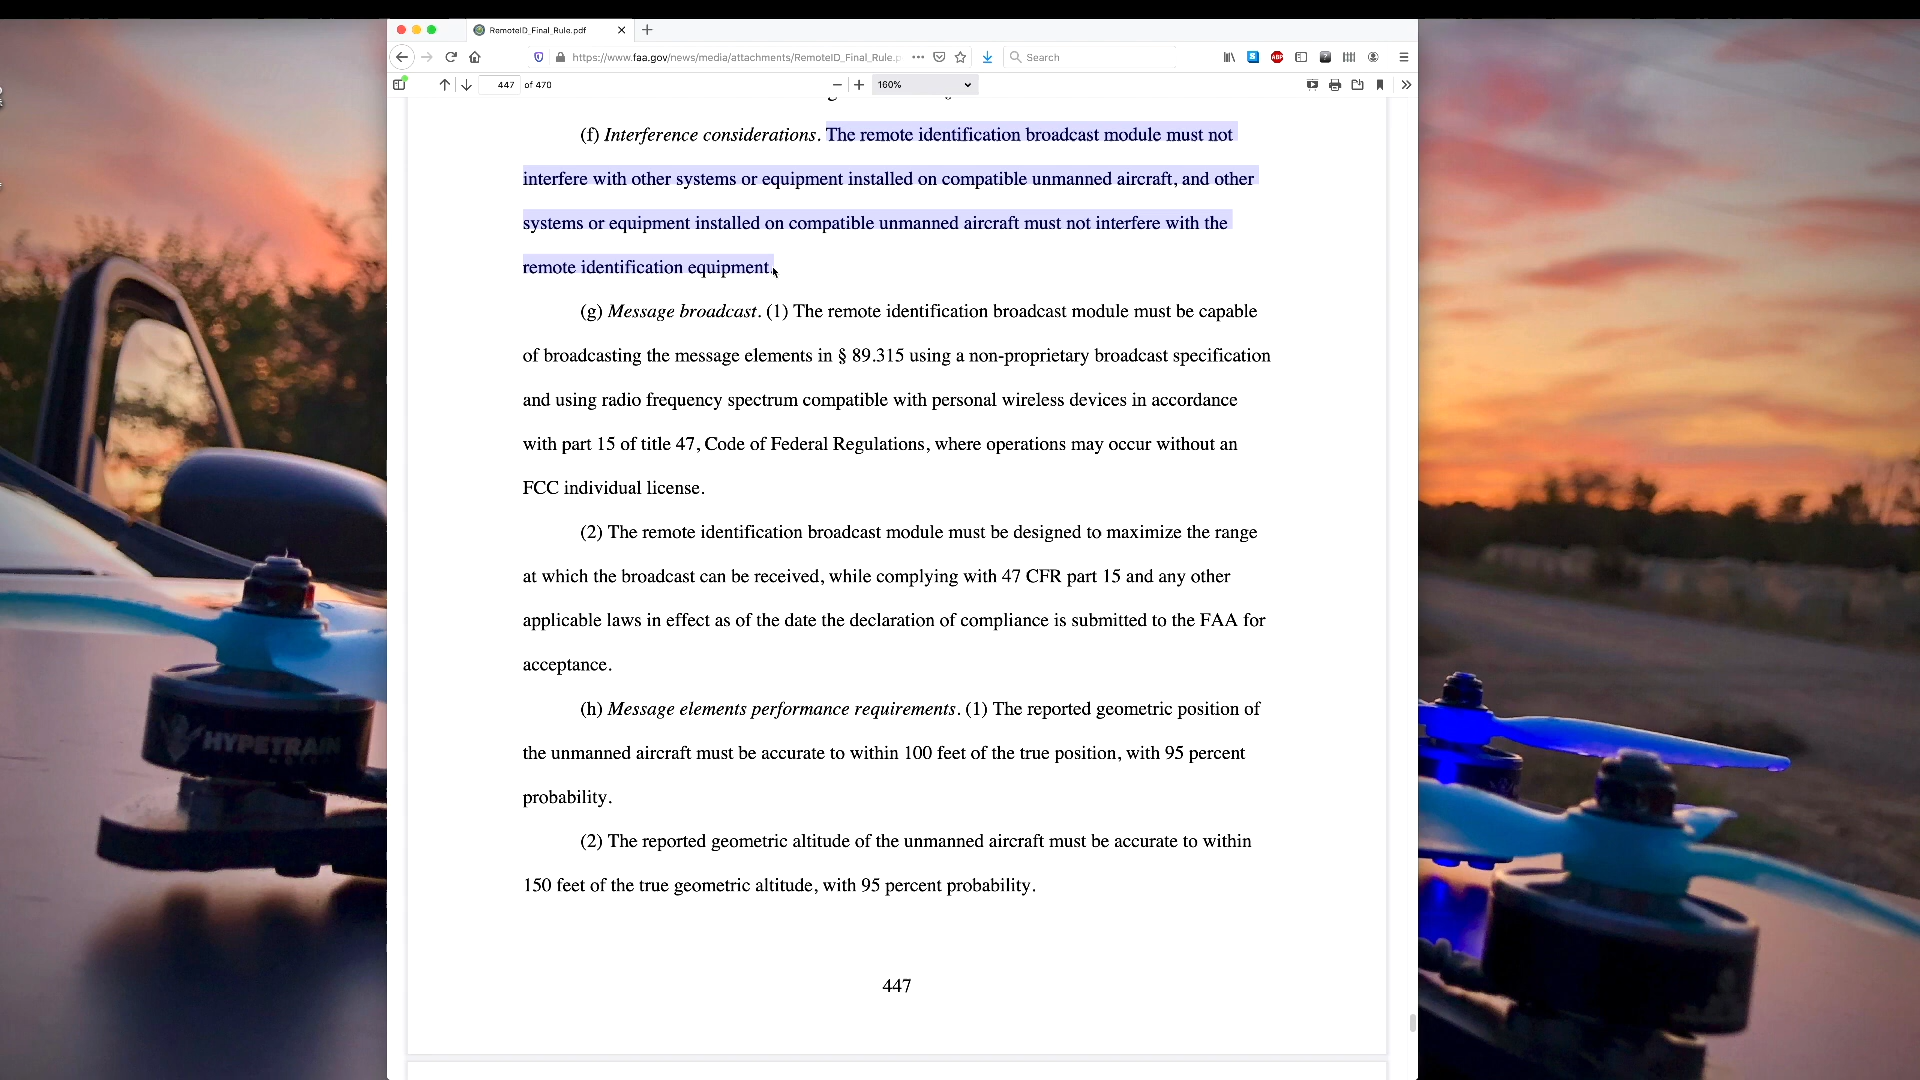 RemoteID_Final_Rule.pdf
https://www.faa.gov/news/media/attachments/RemoteID_Final_Rule.p
Search
ABP
447 of 470
160%
(f) Interference considerations. The remote identification broadcast module must not
interfere with other systems or equipment installed on compatible unmanned aircraft, and other
systems or equipment installed on compatible unmanned aircraft must not interfere with the
remote identification equipment.
(g) Message broadcast. (1) The remote identification broadcast module must be capable
of broadcasting the message elements in § 89.315 using a non-proprietary broadcast specification
and using radio frequency spectrum compatible with personal wireless devices in accordance
with part 15 of title 47, Code of Federal Regulations, where operations may occur without an
FCC individual license.
(2) The remote identification broadcast module must be designed to maximize the range
at which the broadcast can be received, while complying with 47 CFR part 15 and any other
applicable laws in effect as of the date the declaration of compliance is submitted to the FAA for
acceptance.
(h) Message elements performance requirements. (1) The reported geometric position of
the unmanned aircraft must be accurate to within 100 feet of the true position, with 95 percent
probability.
(2) The reported geometric altitude of the unmanned aircraft must be accurate to within
150 feet of the true geometric altitude, with 95 percent probability.
447
HYPETRAIN